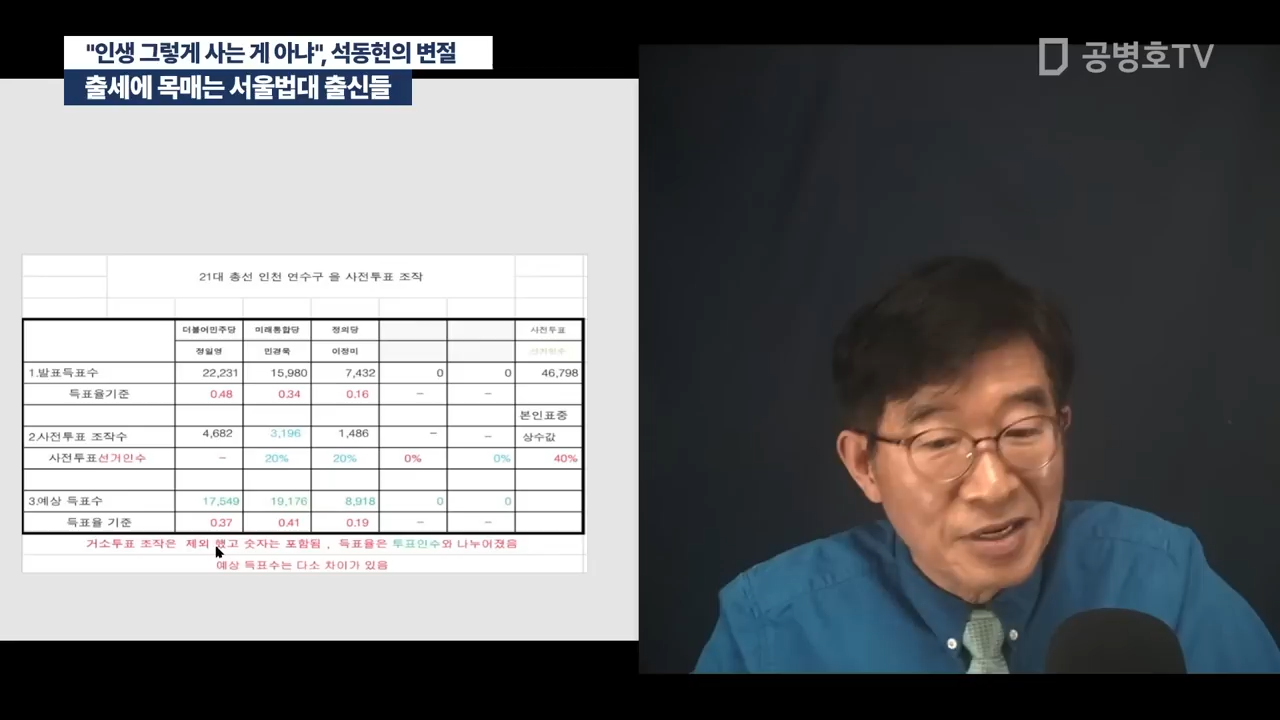 "인생 그렇게 사는 게 아냐", 석동현의 변절
출세에 목매는 서울법대 출신들
공병호TV
21대 총선 인천 연수구 을 사전투표 조작
더불어민주당 미래통합당 정의당 사전투표
정일영 민경욱 이정미 선거인수
1.발표득표수 22,231 15,980 7,432 0 0 46,798
득표율기준 0.48 0.34 0.16 – –
본인표중
2.사전투표 조작수 4,682 3,196 1,486 – – 상수값
사전투표선거인수 – 20% 20% 0% 0% 40%
3.예상 득표수 17,549 19,176 8,918 0 0
득표율 기준 0.37 0.41 0.19 – –
거소투표 조작은 제외 했고 숫자는 포함됨 , 득표율은 투표인수와 나누어졌음
예상 득표수는 다소 차이가 있음